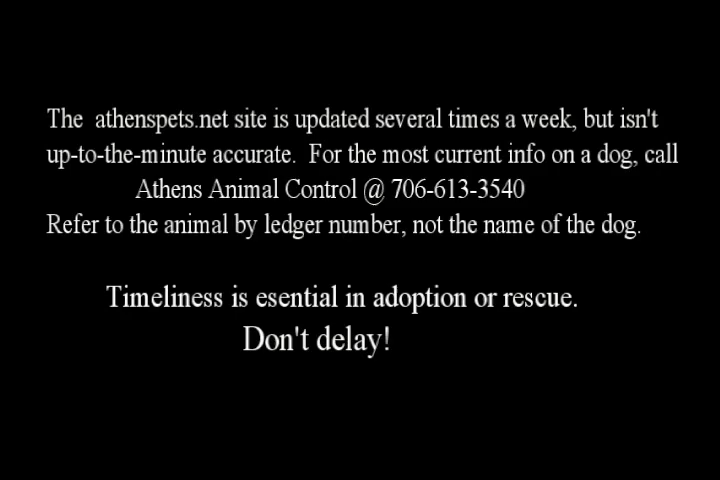 The athenspets.net site is updated several times a week, but isn't
up-to-the-minute accurate. For the most current info on a dog, call
Athens Animal Control @ 706-613-3540
Refer to the animal by ledger number, not the name of the dog.
Timeliness is esential in adoption or rescue.
Don't delay!